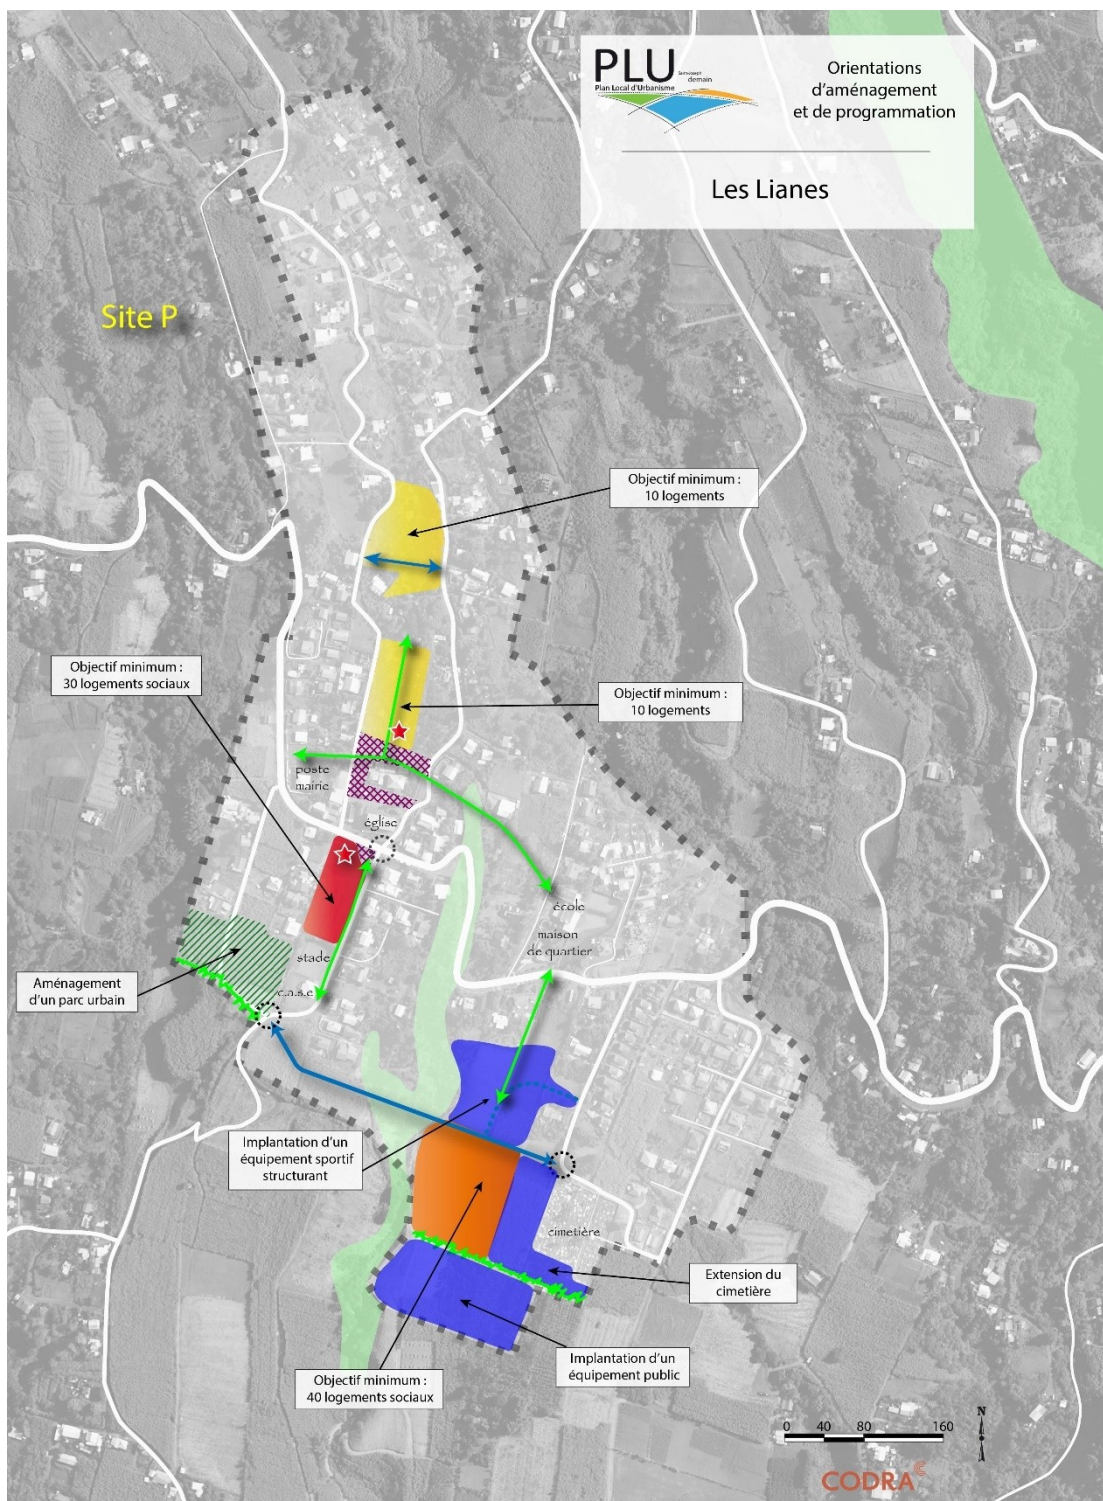 PLU
Saint-Joseph
demain
Plan Local d'Urbanisme
Orientations
d'aménagement
et de programmation
Les Lianes
Site P
Objectif minimum :
10 logements
Objectif minimum :
30 logements sociaux
Objectif minimum :
10 logements
poste
mairie
église
école
maison
de quartier
stade
Aménagement
d'un parc urbain
c.a.s.e
Implantation d'un
équipement sportif
structurant
cimetière
Extension du
cimetière
Implantation d'un
équipement public
Objectif minimum :
40 logements sociaux
0 40 80 160
N
CODRA